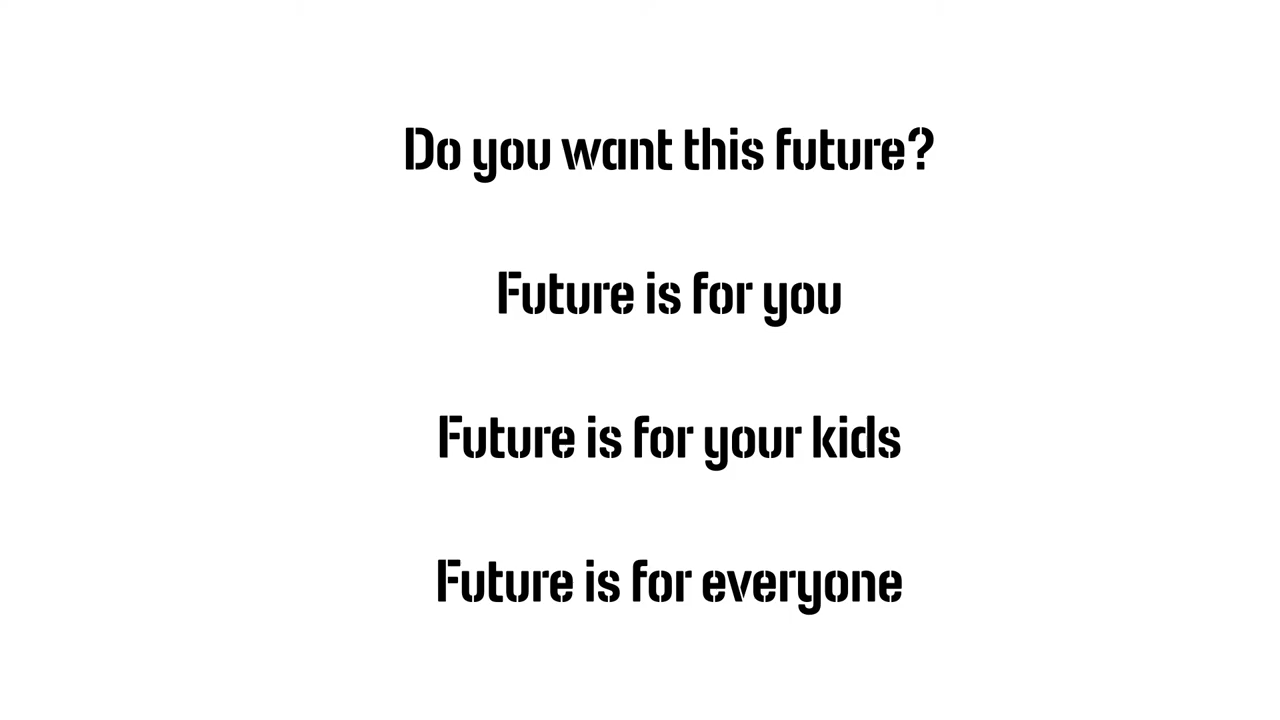 Do you want this future?
Future is for you
Future is for your kids
Future is for everyone